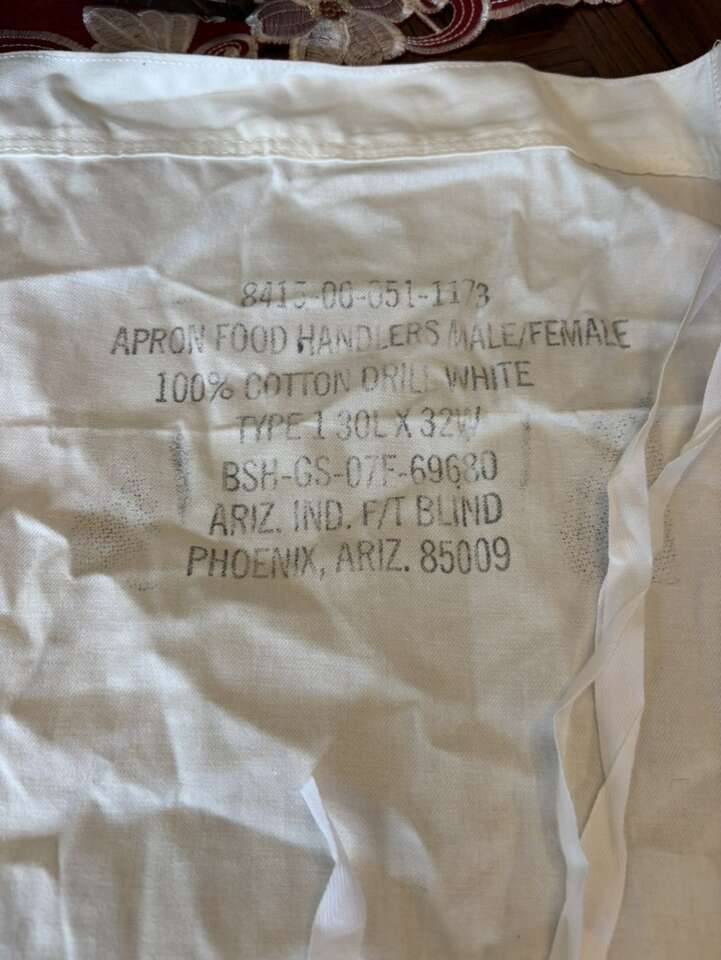 8415-00-051-1173
APRON FOOD HANDLERS MALE/FEMALE
100% COTTON DRILL WHITE
TYPE 1 30L X 32W
BSH-GS-07F-69680
ARIZ. IND. F/T BLIND
PHOENIX, ARIZ. 85009